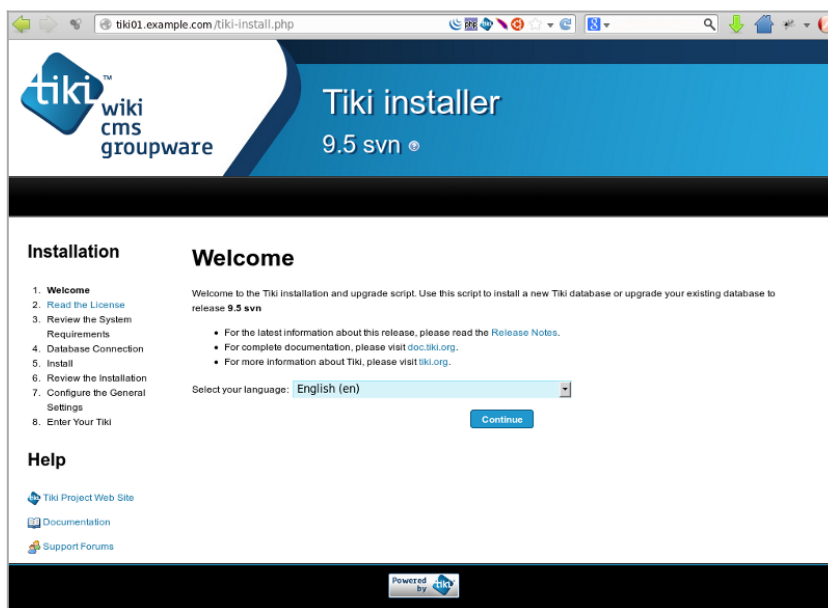 tiki01.example.com/tiki-install.php
php
8
tiki™
wiki
cms
groupware
Tiki installer
9.5 svn
Installation
1. Welcome
2. Read the License
3. Review the System
Requirements
4. Database Connection
5. Install
6. Review the Installation
7. Configure the General
Settings
8. Enter Your Tiki
Help
Tiki Project Web Site
Documentation
Support Forums
Welcome
Welcome to the Tiki installation and upgrade script. Use this script to install a new Tiki database or upgrade your existing database to
release 9.5 svn
• For the latest information about this release, please read the Release Notes.
• For complete documentation, please visit doc.tiki.org.
• For more information about Tiki, please visit tiki.org.
Select your language: English (en)
Continue
Powered
by tiki